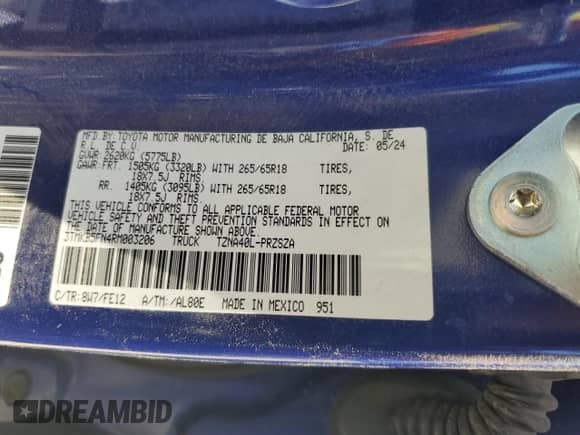 MFD.BY:TOYOTA MOTOR MANUFACTURING DE BAJA CALIFORNIA, S. DE
R.L. DE C.V. DATE: 05/24
GVWR:2620KG (5775LB)
GAWR:FRT. 1505KG (3320LB) WITH 265/65R18 TIRES,
18X7.5J RIMS
RR. 1405KG (3095LB) WITH 265/65R18 TIRES,
18X7.5J RIMS
THIS VEHICLE CONFORMS TO ALL APPLICABLE FEDERAL MOTOR
VEHICLE SAFETY AND THEFT PREVENTION STANDARDS IN EFFECT ON
THE DATE OF MANUFACTURE SHOWN ABOVE.
TRUCK TZNA40L-PRZSZA
C/TR:8W7/FE12 A/TM:/AL80E MADE IN MEXICO 951
DREAMBID